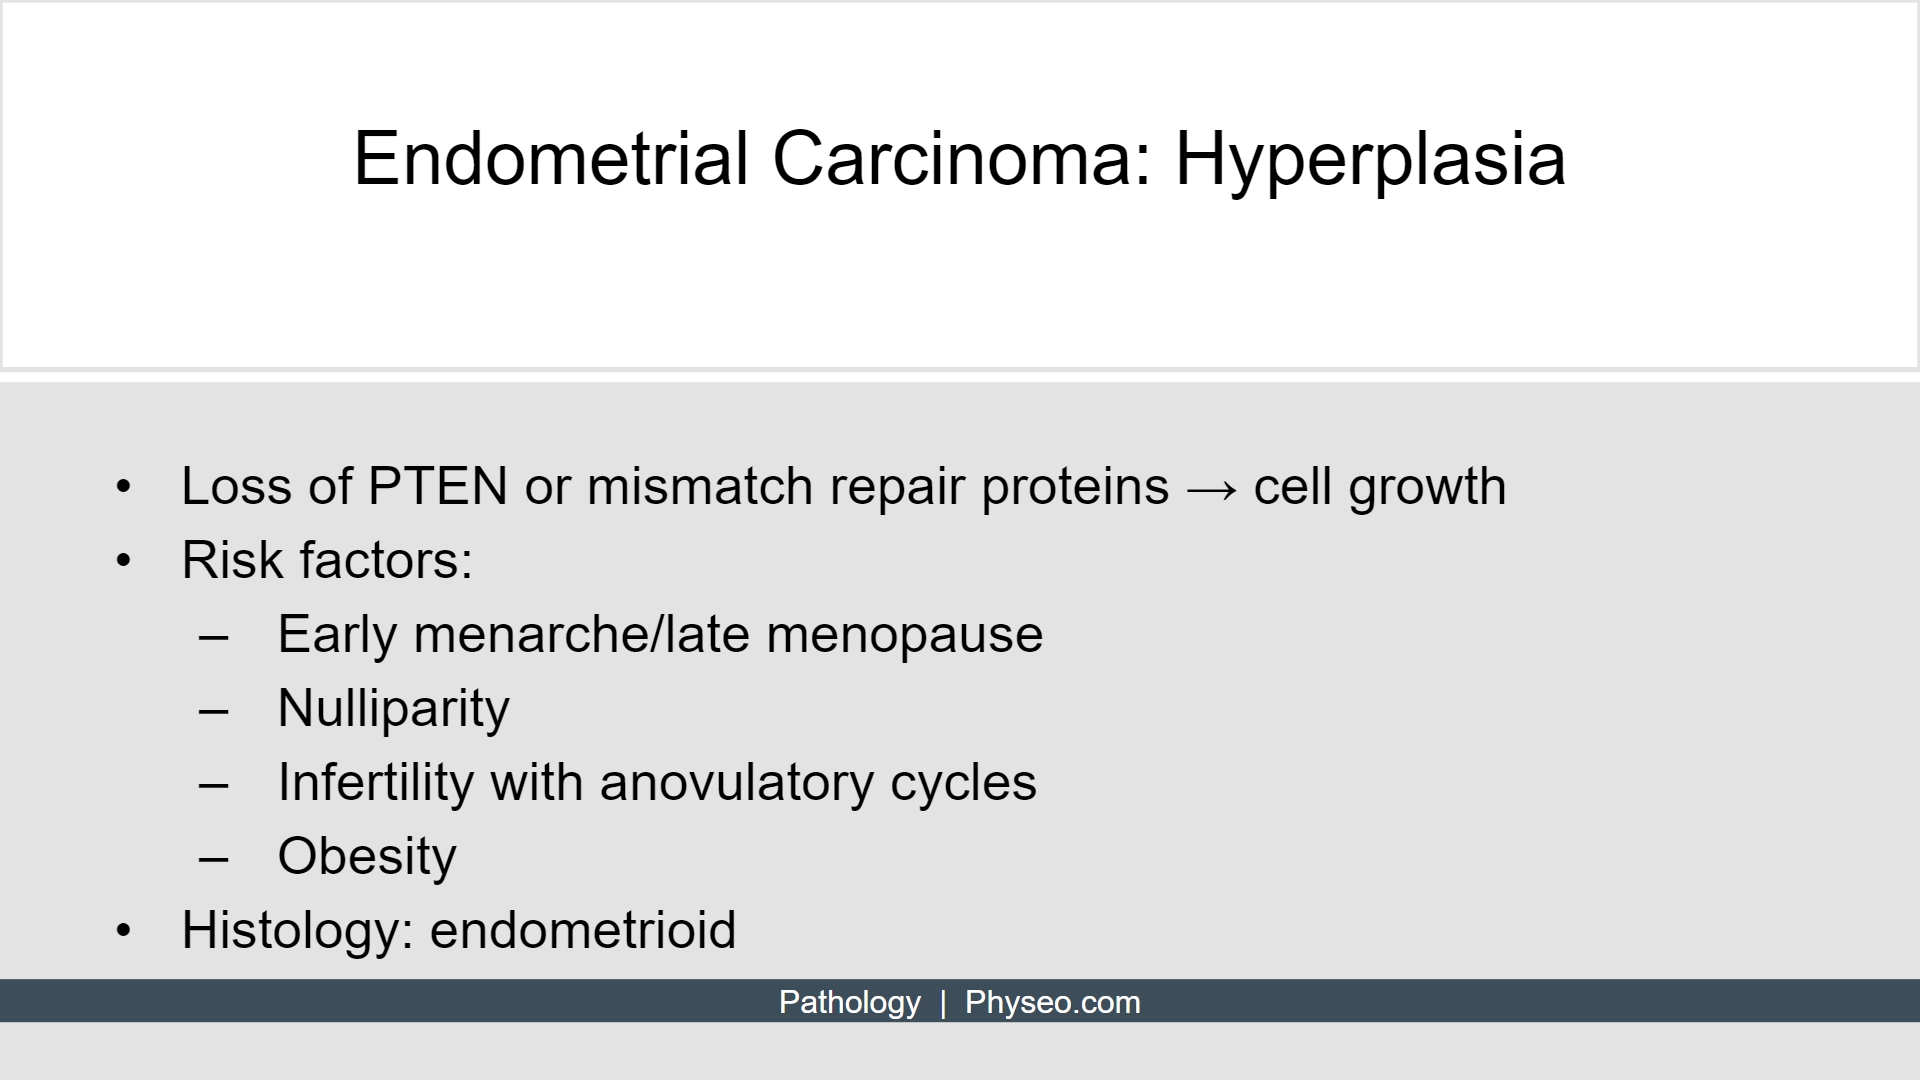 Endometrial Carcinoma: Hyperplasia
• Loss of PTEN or mismatch repair proteins → cell growth
• Risk factors:
– Early menarche/late menopause
– Nulliparity
– Infertility with anovulatory cycles
– Obesity
• Histology: endometrioid
Pathology | Physeo.com